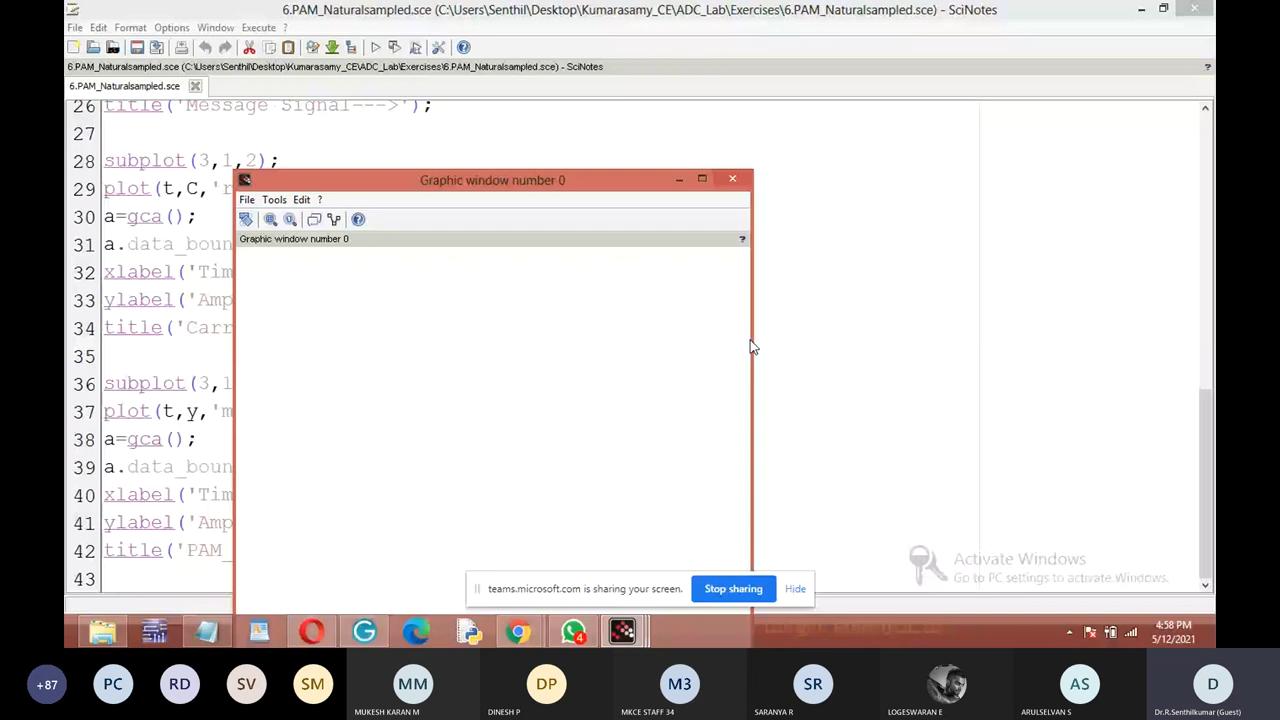 6.PAM_Naturalsampled.sce (C:\Users\Senthil\Desktop\Kumarasamy_CE\ADC_Lab\Exercises\6.PAM_Naturalsampled.sce) - SciNotes
File Edit Format Options Window Execute ?
6.PAM_Naturalsampled.sce (C:\Users\Senthil\Desktop\Kumarasamy_CE\ADC_Lab\Exercises\6.PAM_Naturalsampled.sce) - SciNotes
?
6.PAM_Naturalsampled.sce
26 title('Message Signal--->');
27
28 subplot(3,1,2);
29 plot(t,C,'r
30 a=gca();
31 a.data_boun
32 xlabel('Tim
33 ylabel('Amp
34 title('Carr
35
36 subplot(3,1
37 plot(t,y,'m
38 a=gca();
39 a.data_boun
40 xlabel('Tim
41 ylabel('Amp
42 title('PAM_
43
Graphic window number 0
File Tools Edit ?
Graphic window number 0
?
Activate Windows
Go to PC settings to activate Windows.
teams.microsoft.com is sharing your screen.
Stop sharing
Hide
4
4:58 PM
5/12/2021
+87
PC
RD
SV
SM
MM
DP
M3
SR
AS
D
MUKESH KARAN M
DINESH P
MKCE STAFF 34
SARANYA R
LOGESWARAN E
ARULSELVAN S
Dr.R.Senthilkumar (Guest)